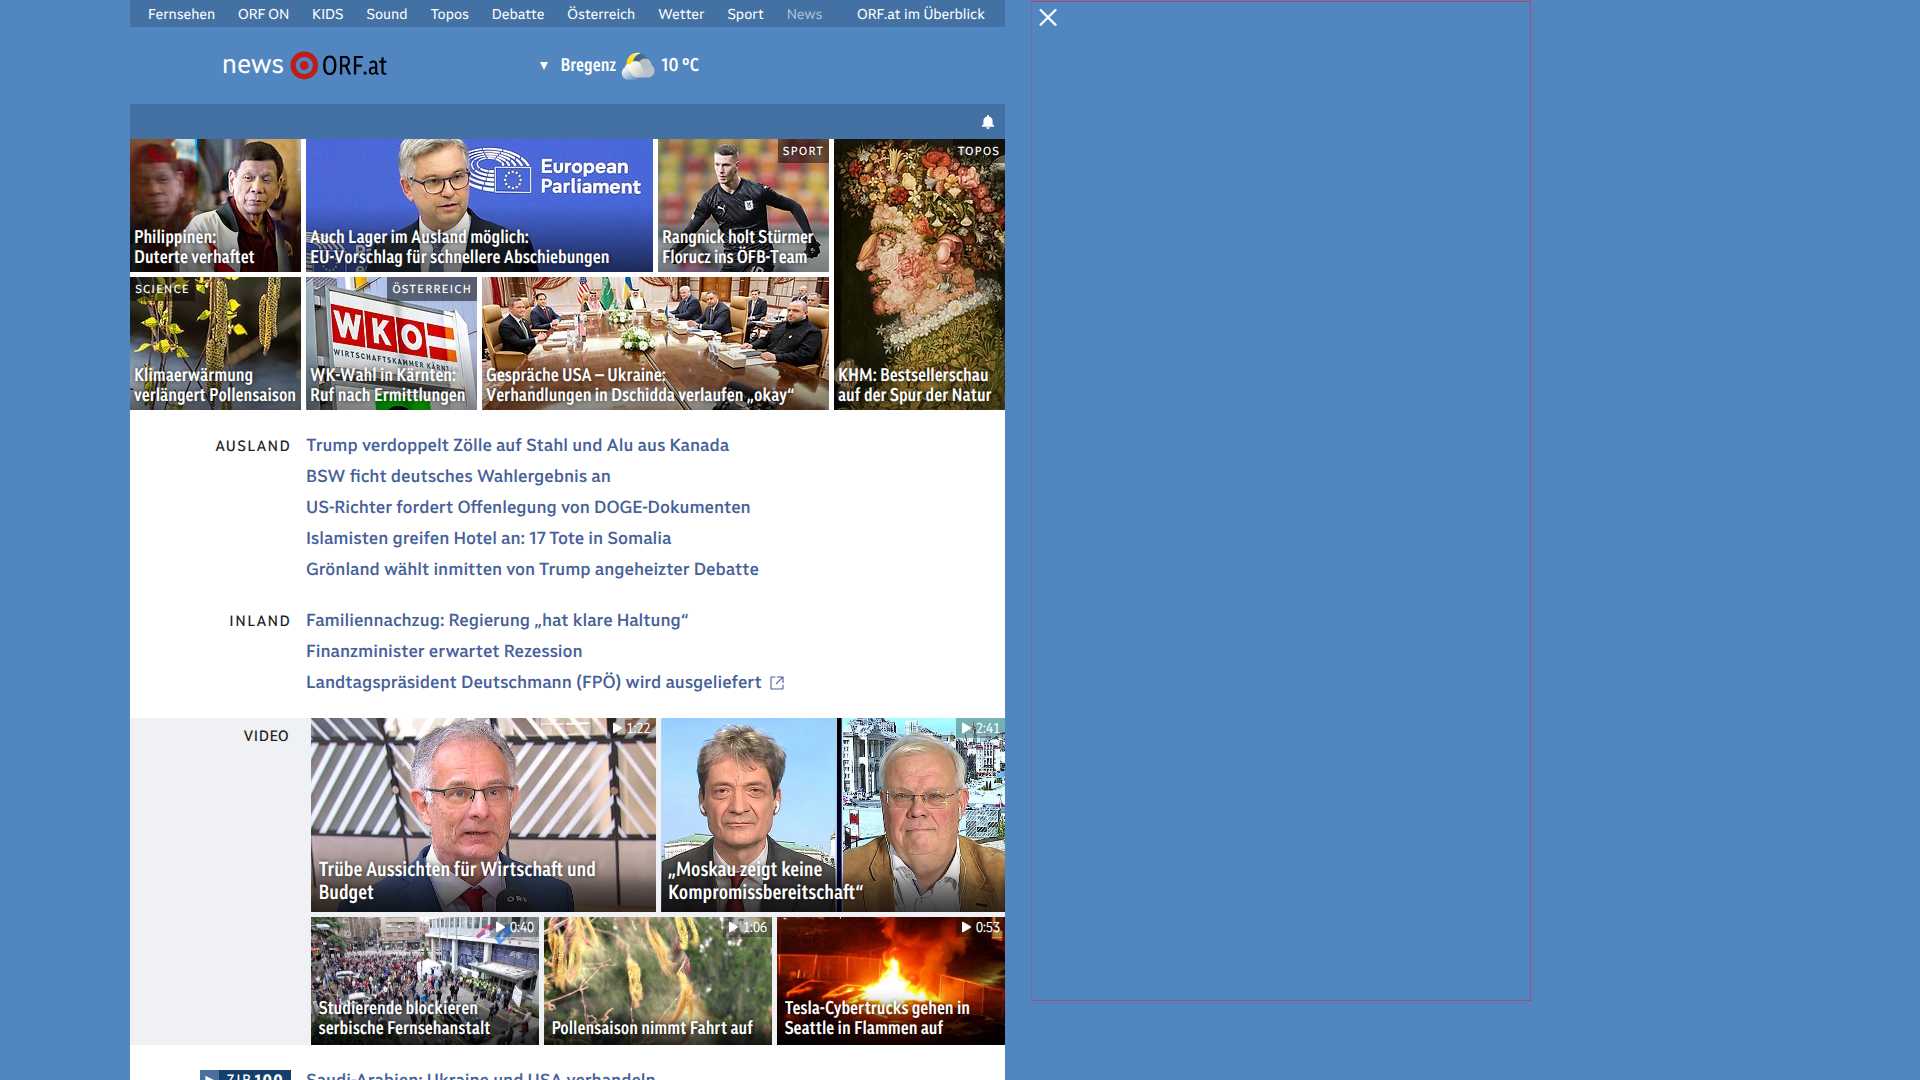 Fernsehen ORF ON KIDS Sound Topos Debatte Österreich Wetter Sport News ORF.at im Überblick
news ORF.at
Bregenz 10 °C
European
Parliament
SPORT
TOPOS
Philippinen:
Duterte verhaftet
Auch Lager im Ausland möglich:
EU-Vorschlag für schnellere Abschiebungen
Rangnick holt Stürmer
Florucz ins ÖFB-Team
SCIENCE
ÖSTERREICH
WKO
WIRTSCHAFTSKAMMER KÄRNT
Klimaerwärmung
verlängert Pollensaison
WK-Wahl in Kärnten:
Ruf nach Ermittlungen
Gespräche USA – Ukraine:
Verhandlungen in Dschidda verlaufen „okay“
KHM: Bestsellerschau
auf der Spur der Natur
AUSLAND
Trump verdoppelt Zölle auf Stahl und Alu aus Kanada
BSW ficht deutsches Wahlergebnis an
US-Richter fordert Offenlegung von DOGE-Dokumenten
Islamisten greifen Hotel an: 17 Tote in Somalia
Grönland wählt inmitten von Trump angeheizter Debatte
INLAND
Familiennachzug: Regierung „hat klare Haltung“
Finanzminister erwartet Rezession
Landtagspräsident Deutschmann (FPÖ) wird ausgeliefert
VIDEO
1:22
2:41
Trübe Aussichten für Wirtschaft und
Budget
„Moskau zeigt keine
Kompromissbereitschaft“
0:40
1:06
0:53
Studierende blockieren
serbische Fernsehanstalt
Pollensaison nimmt Fahrt auf
Tesla-Cybertrucks gehen in
Seattle in Flammen auf
ZIB 100
Saudi-Arabien: Ukraine und USA verhandeln